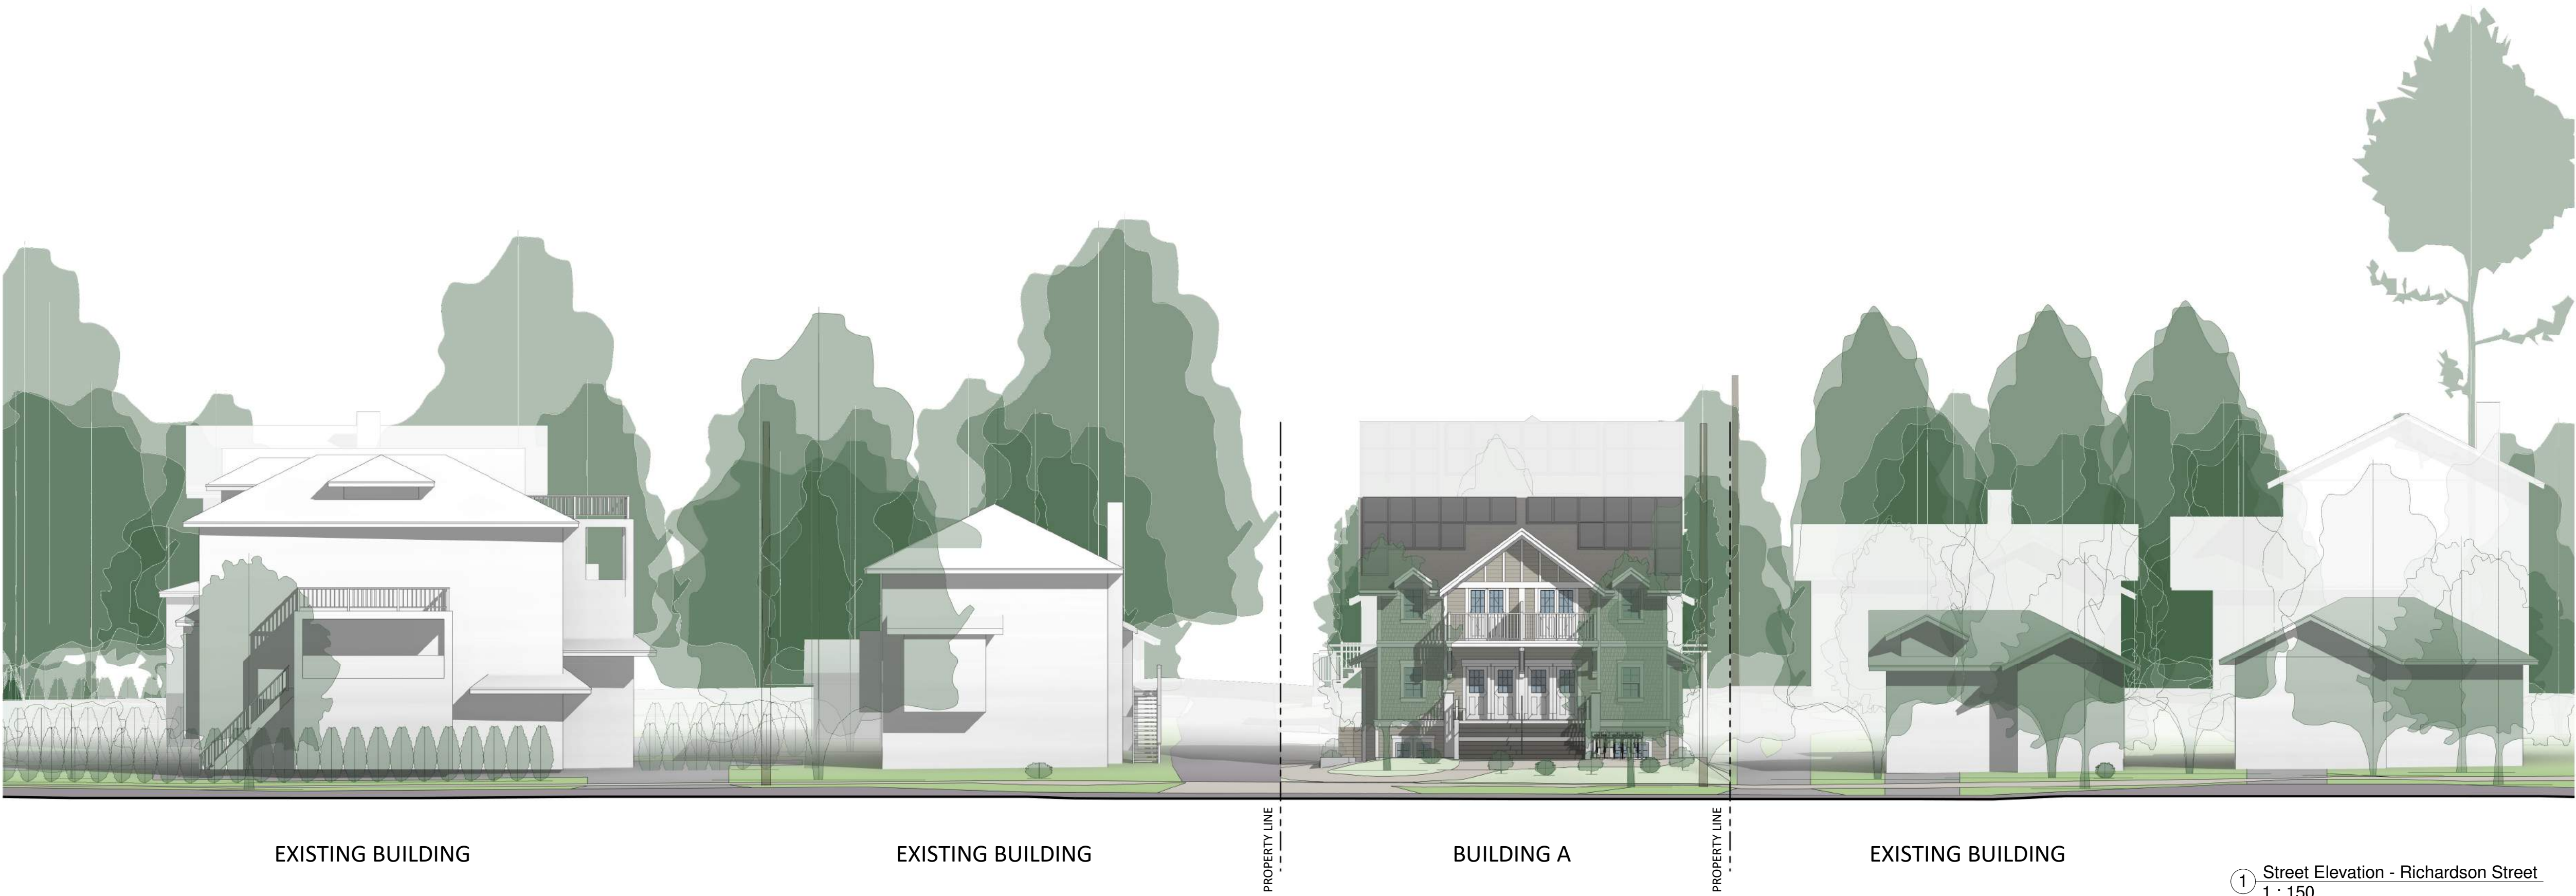 EXISTING BUILDING
EXISTING BUILDING
PROPERTY LINE
BUILDING A
PROPERTY LINE
EXISTING BUILDING
1 Street Elevation - Richardson Street
1 : 150